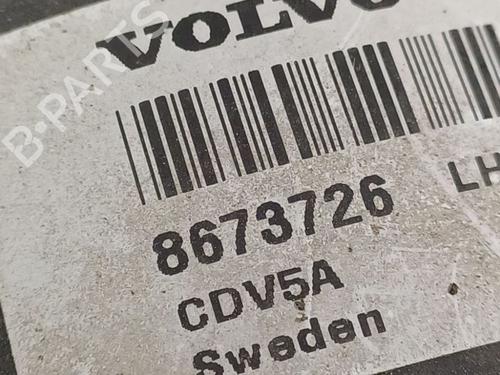 VOLVO
8673726 LH
CDV5A
Sweden
B-PARTS